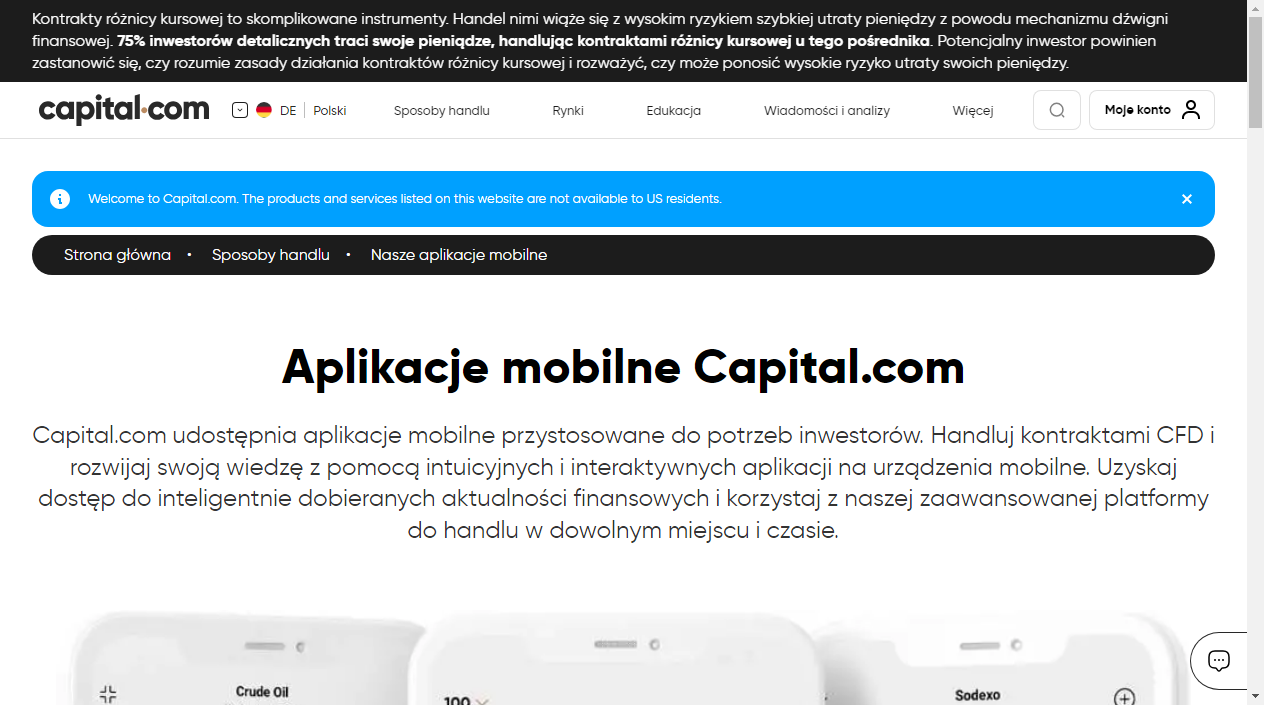 Kontrakty różnicy kursowej to skomplikowane instrumenty. Handel nimi wiąże się z wysokim ryzykiem szybkiej utraty pieniędzy z powodu mechanizmu dźwigni
finansowej. 75% inwestorów detalicznych traci swoje pieniądze, handlując kontraktami różnicy kursowej u tego pośrednika. Potencjalny inwestor powinien
zastanowić się, czy rozumie zasady działania kontraktów różnicy kursowej i rozważyć, czy może ponosić wysokie ryzyko utraty swoich pieniędzy.
capital.com DE Polski Sposoby handlu Rynki Edukacja Wiadomości i analizy Więcej Moje konto
Welcome to Capital.com. The products and services listed on this website are not available to US residents.
Strona główna • Sposoby handlu • Nasze aplikacje mobilne
Aplikacje mobilne Capital.com
Capital.com udostępnia aplikacje mobilne przystosowane do potrzeb inwestorów. Handluj kontraktami CFD i
rozwijaj swoją wiedzę z pomocą intuicyjnych i interaktywnych aplikacji na urządzenia mobilne. Uzyskaj
dostęp do inteligentnie dobieranych aktualności finansowych i korzystaj z naszej zaawansowanej platformy
do handlu w dowolnym miejscu i czasie.
Crude Oil 100 Sodexo